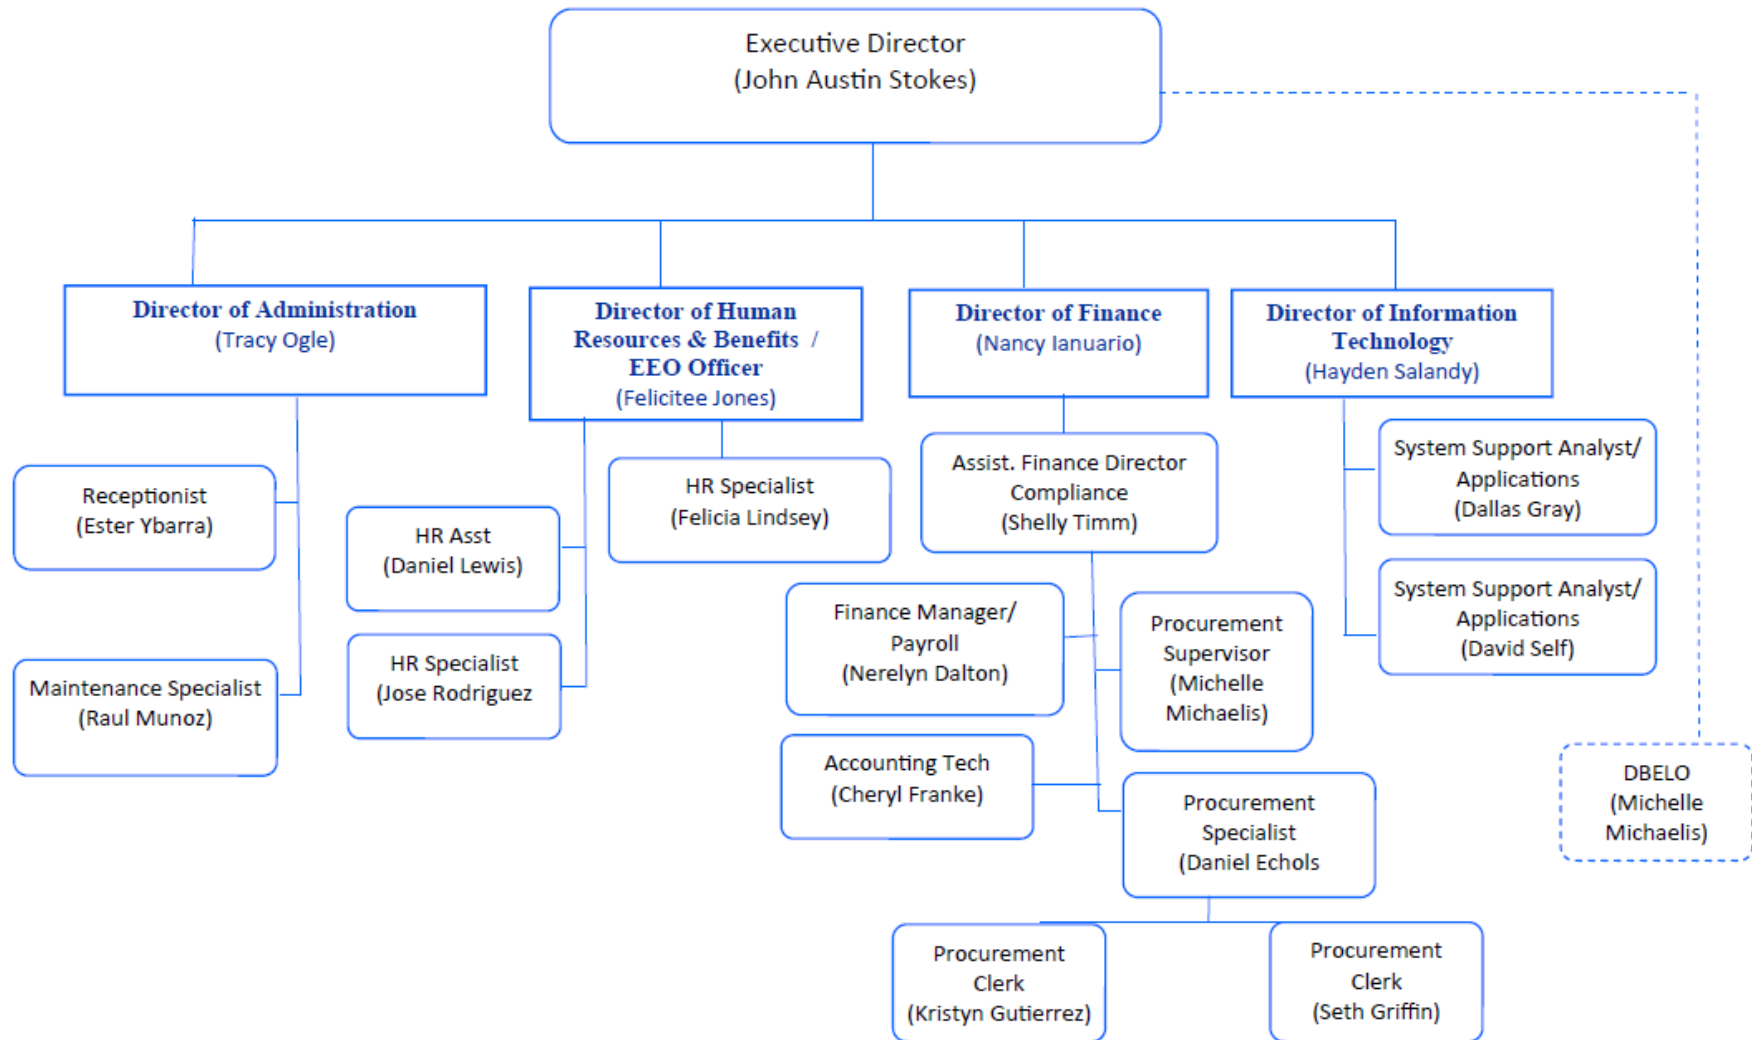 Executive Director
(John Austin Stokes)
Director of Administration
(Tracy Ogle)
Director of Human
Resources & Benefits /
EEO Officer
(Felicitee Jones)
Director of Finance
(Nancy Ianuario)
Director of Information
Technology
(Hayden Salandy)
Receptionist
(Ester Ybarra)
Maintenance Specialist
(Raul Munoz)
HR Asst
(Daniel Lewis)
HR Specialist
(Jose Rodriguez
HR Specialist
(Felicia Lindsey)
Assist. Finance Director
Compliance
(Shelly Timm)
Finance Manager/
Payroll
(Nerelyn Dalton)
Procurement
Supervisor
(Michelle
Michaelis)
Accounting Tech
(Cheryl Franke)
Procurement
Specialist
(Daniel Echols
Procurement
Clerk
(Kristyn Gutierrez)
Procurement
Clerk
(Seth Griffin)
System Support Analyst/
Applications
(Dallas Gray)
System Support Analyst/
Applications
(David Self)
DBELO
(Michelle
Michaelis)